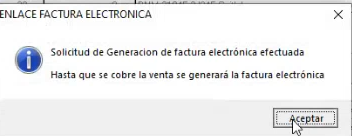 ENLACE FACTURA ELECTRONICA
Solicitud de Generacion de factura electrónica efectuada
Hasta que se cobre la venta se generará la factura electrónica
Aceptar